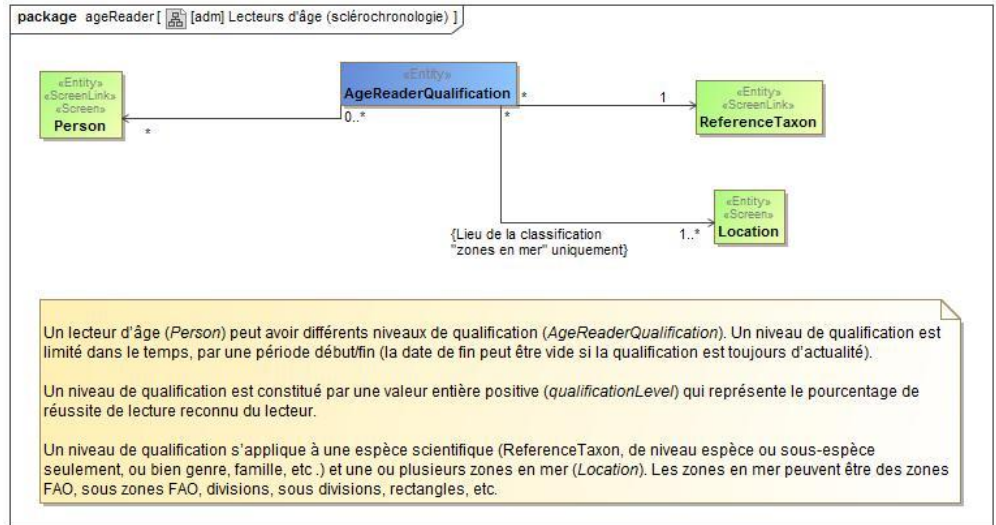 package ageReader [ [adm] Lecteurs d'âge (sclérochronologie) ]
«Entity»
«ScreenLink»
«Screen»
Person
*
«Entity»
AgeReaderQualification
0..*
*
*
1
«Entity»
«ScreenLink»
ReferenceTaxon
«Entity»
«Screen»
Location
1..*
{Lieu de la classification
"zones en mer" uniquement}
Un lecteur d'âge (Person) peut avoir différents niveaux de qualification (AgeReaderQualification). Un niveau de qualification est
limité dans le temps, par une période début/fin (la date de fin peut être vide si la qualification est toujours d'actualité).
Un niveau de qualification est constitué par une valeur entière positive (qualificationLevel) qui représente le pourcentage de
réussite de lecture reconnu du lecteur.
Un niveau de qualification s'applique à une espèce scientifique (ReferenceTaxon, de niveau espèce ou sous-espèce
seulement, ou bien genre, famille, etc .) et une ou plusieurs zones en mer (Location). Les zones en mer peuvent être des zones
FAO, sous zones FAO, divisions, sous divisions, rectangles, etc.